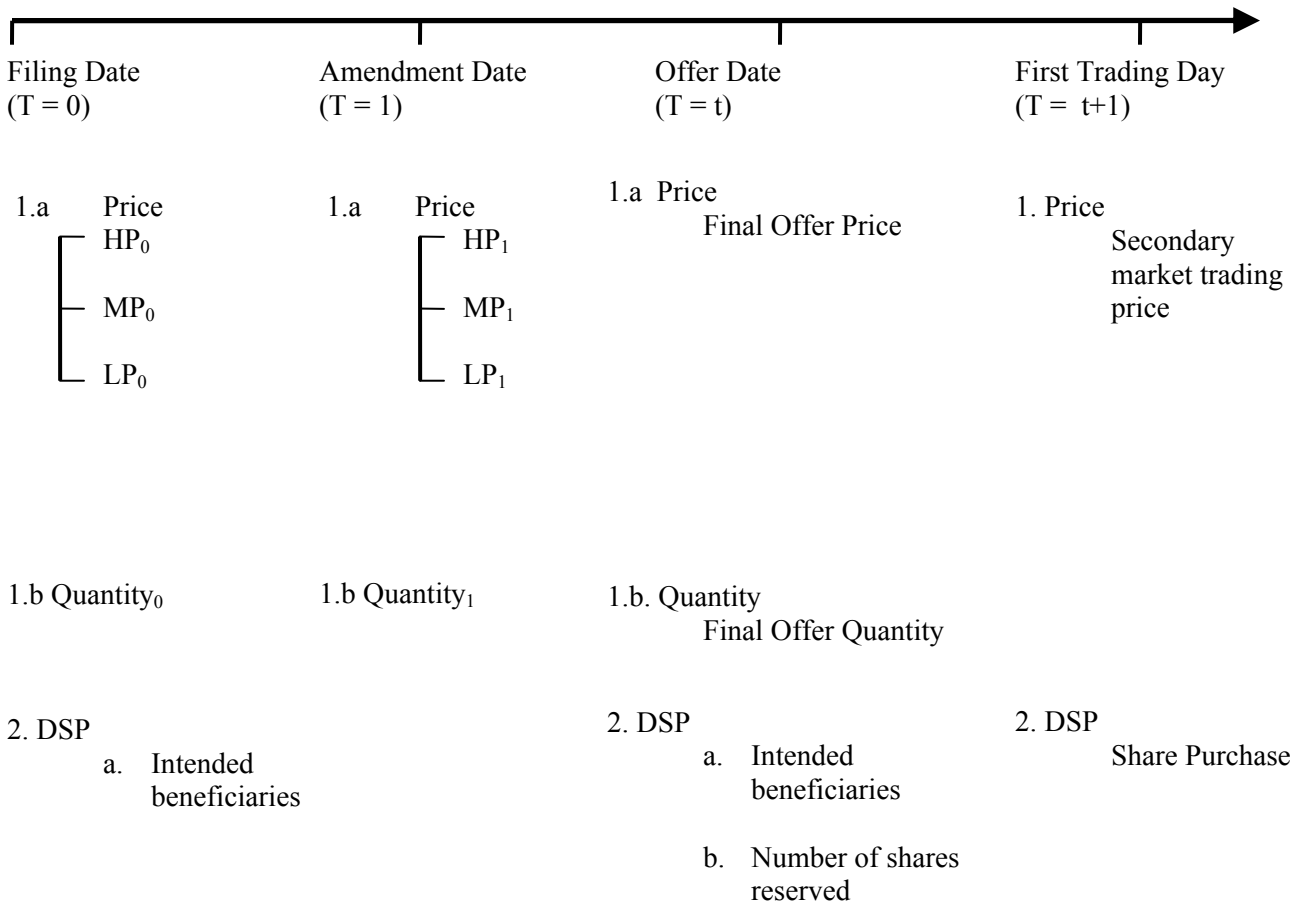 Filing Date
(T = 0)
Amendment Date
(T = 1)
Offer Date
(T = t)
First Trading Day
(T = t+1)
1.a Price
HP₀
MP₀
LP₀
1.a Price
HP₁
MP₁
LP₁
1.a Price
Final Offer Price
1. Price
Secondary
market trading
price
1.b Quantity₀
1.b Quantity₁
1.b. Quantity
Final Offer Quantity
2. DSP
a. Intended
beneficiaries
2. DSP
a. Intended
beneficiaries
b. Number of shares
reserved
2. DSP
Share Purchase